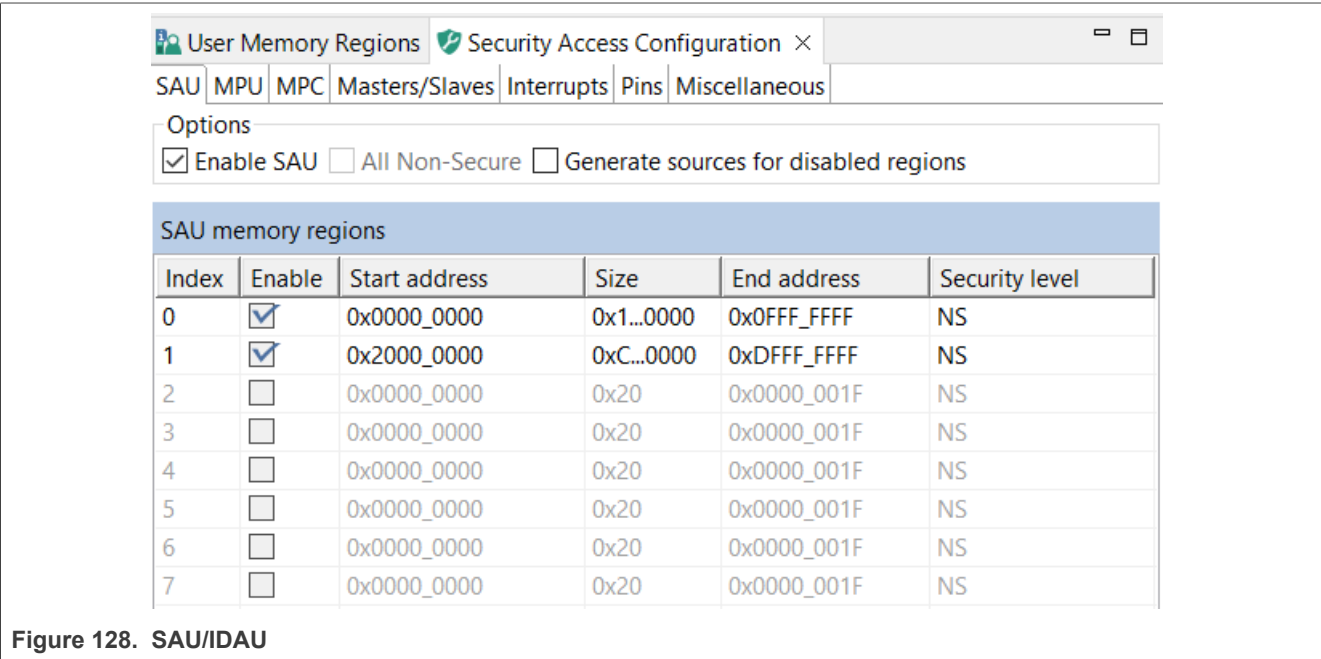 User Memory Regions Security Access Configuration
SAU MPU MPC Masters/Slaves Interrupts Pins Miscellaneous
Options
Enable SAU All Non-Secure Generate sources for disabled regions
SAU memory regions
Index Enable Start address Size End address Security level
0 0x0000_0000 0x1...0000 0x0FFF_FFFF NS
1 0x2000_0000 0xC...0000 0xDFFF_FFFF NS
2 0x0000_0000 0x20 0x0000_001F NS
3 0x0000_0000 0x20 0x0000_001F NS
4 0x0000_0000 0x20 0x0000_001F NS
5 0x0000_0000 0x20 0x0000_001F NS
6 0x0000_0000 0x20 0x0000_001F NS
7 0x0000_0000 0x20 0x0000_001F NS
Figure 128. SAU/IDAU